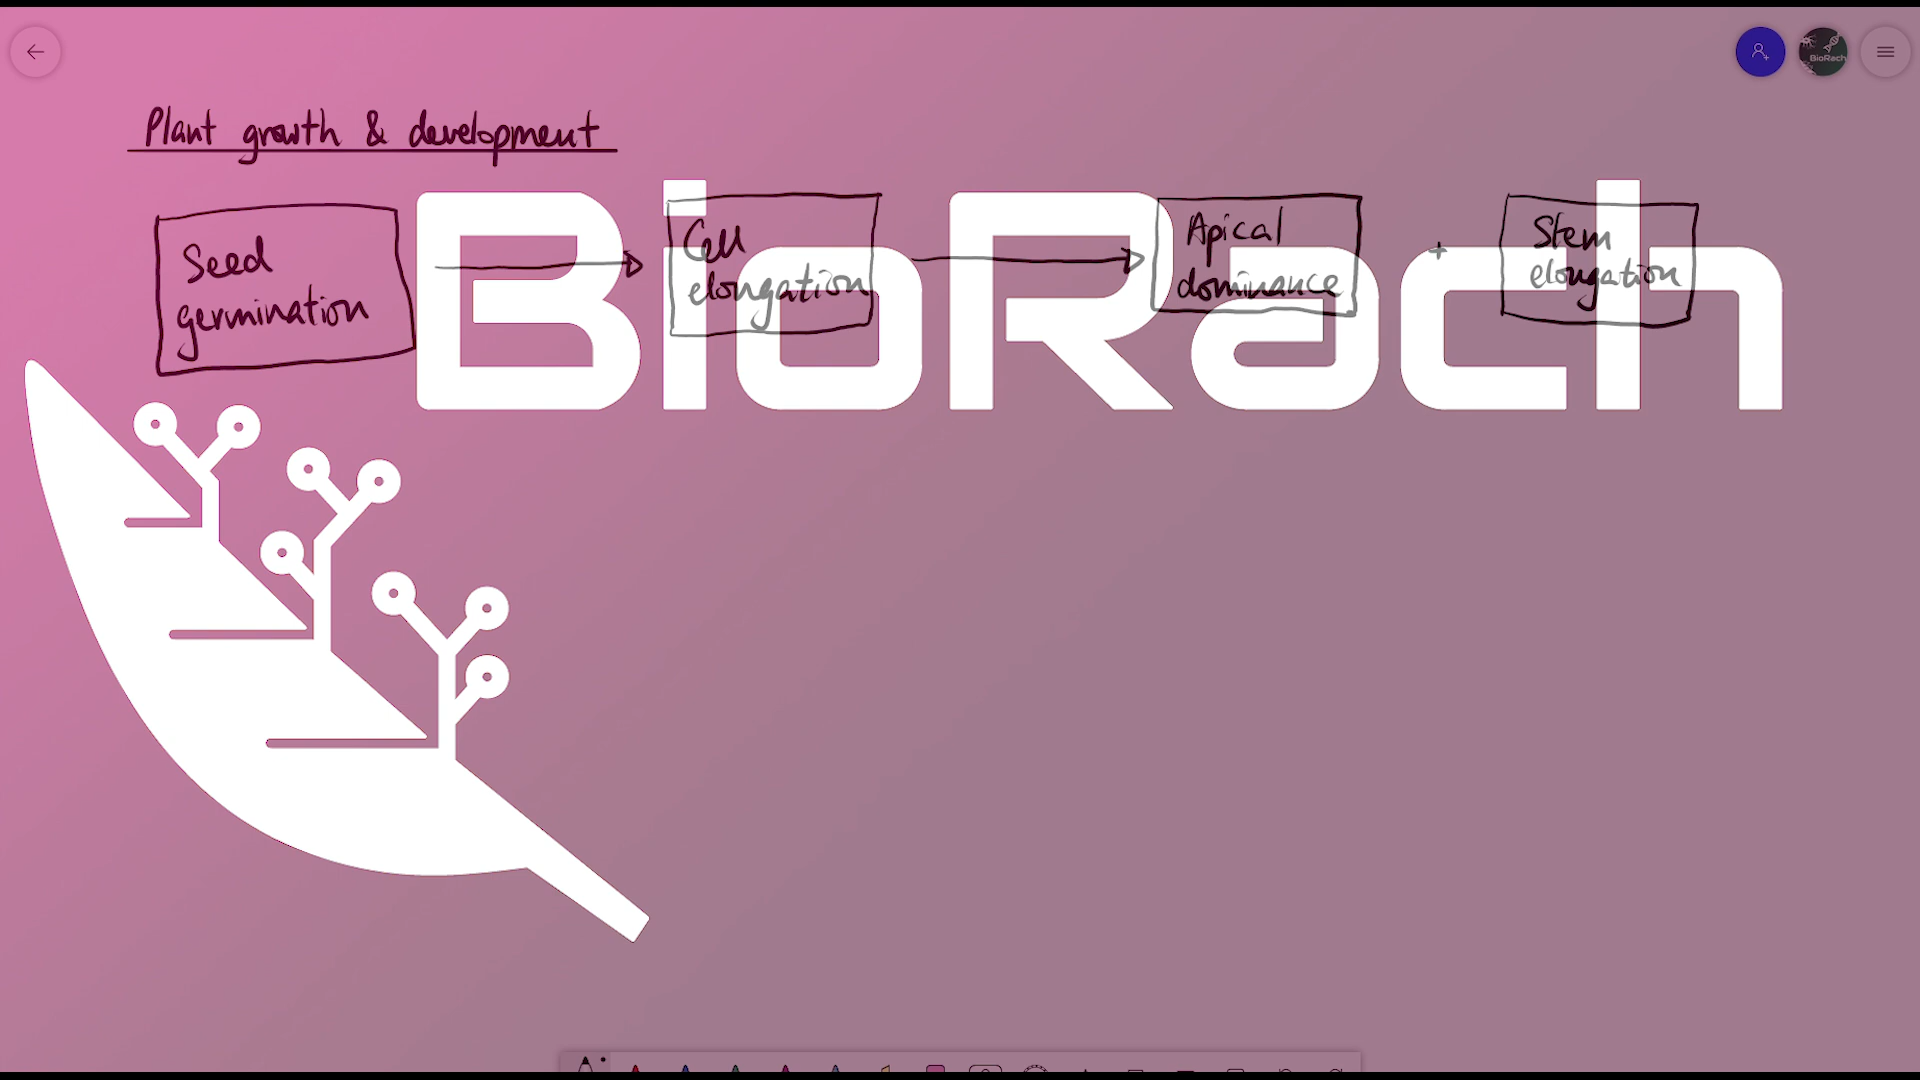 Plant growth & development
Seed
germination
Cell
elongation
Apical
dominance
+
Stem
elongation
BioRach
BioRach